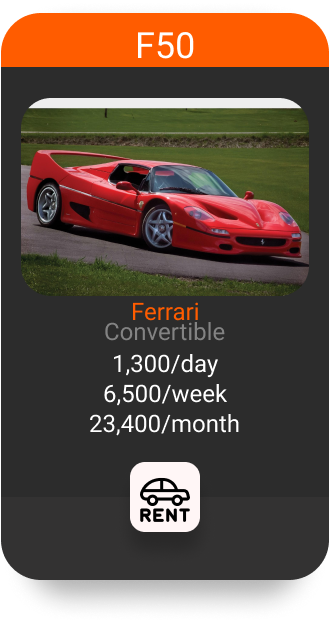 F50
Ferrari
Convertible
1,300/day
6,500/week
23,400/month
RENT